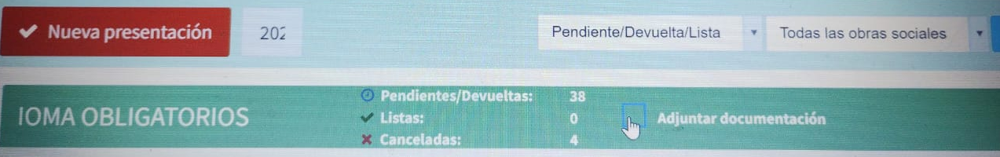 Nueva presentación 202 Pendiente/Devuelta/Lista Todas las obras sociales
IOMA OBLIGATORIOS
Pendientes/Devueltas: 38
Listas: 0
Canceladas: 4
Adjuntar documentación